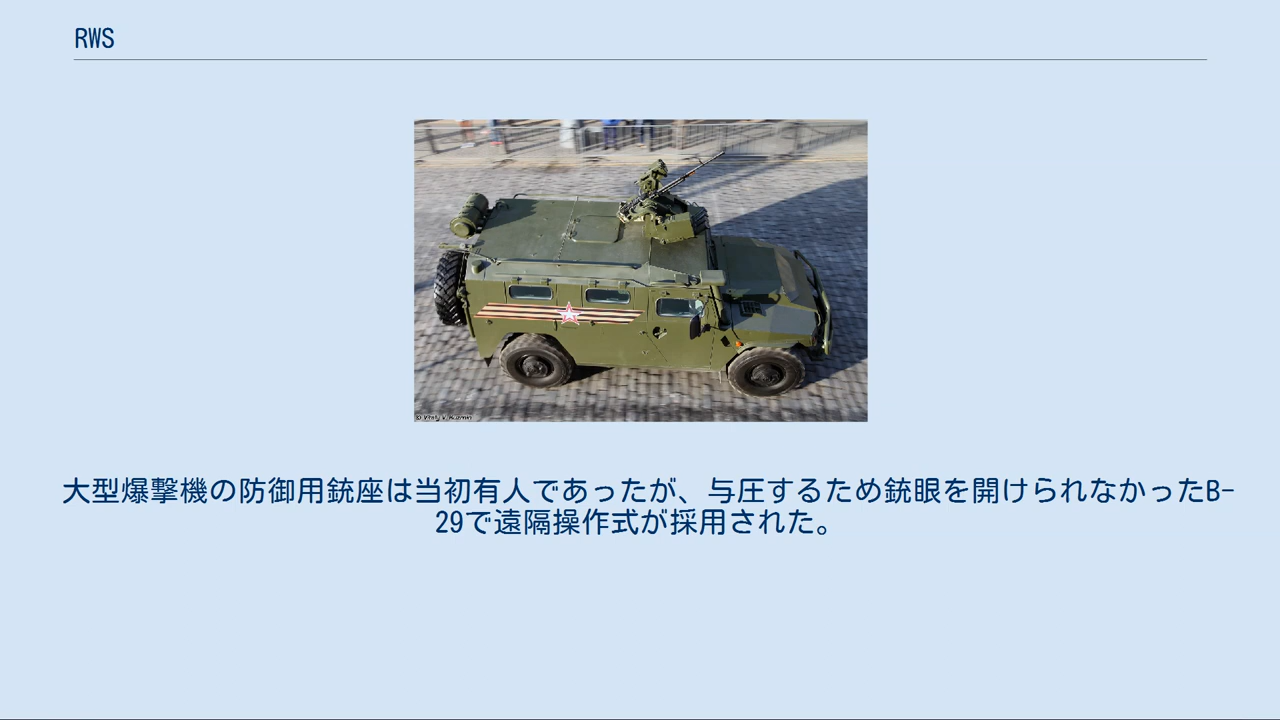 RWS
大型爆撃機の防御用銃座は当初有人であったが、与圧するため銃眼を開けられなかったB-
29で遠隔操作式が採用された。